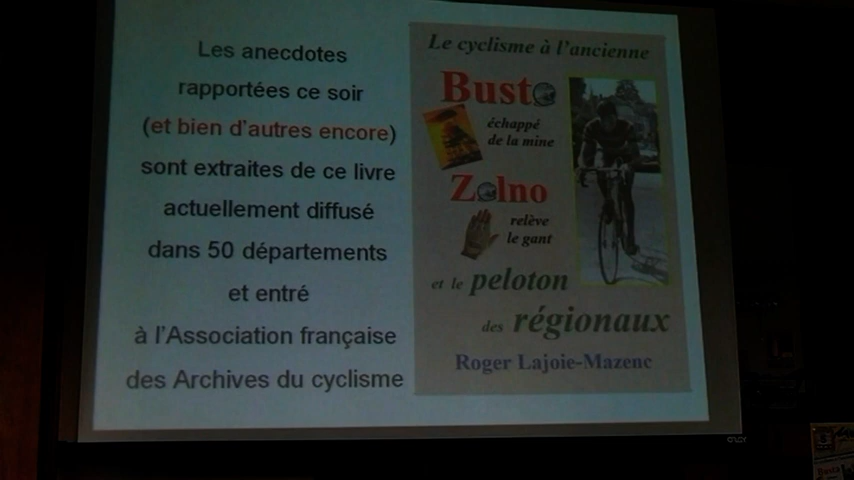 Les anecdotes
rapportées ce soir
(et bien d'autres encore)
sont extraites de ce livre
actuellement diffusé
dans 50 départements
et entré
à l'Association française
des Archives du cyclisme
Le cyclisme à l'ancienne
Busto
échappé
de la mine
Zolno
relève
le gant
et le peloton
des régionaux
Roger Lajoie-Mazenc